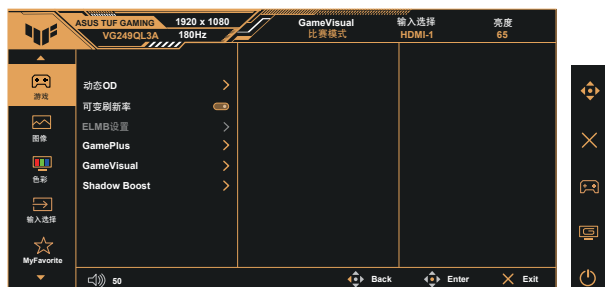 ASUS TUF GAMING 1920 x 1080
VG249QL3A 180Hz
GameVisual
比赛模式
输入选择
HDMI-1
亮度
65
游戏
图像
色彩
输入选择
MyFavorite
动态OD
可变刷新率
ELMB设置
GamePlus
GameVisual
Shadow Boost
50
Back
Enter
Exit